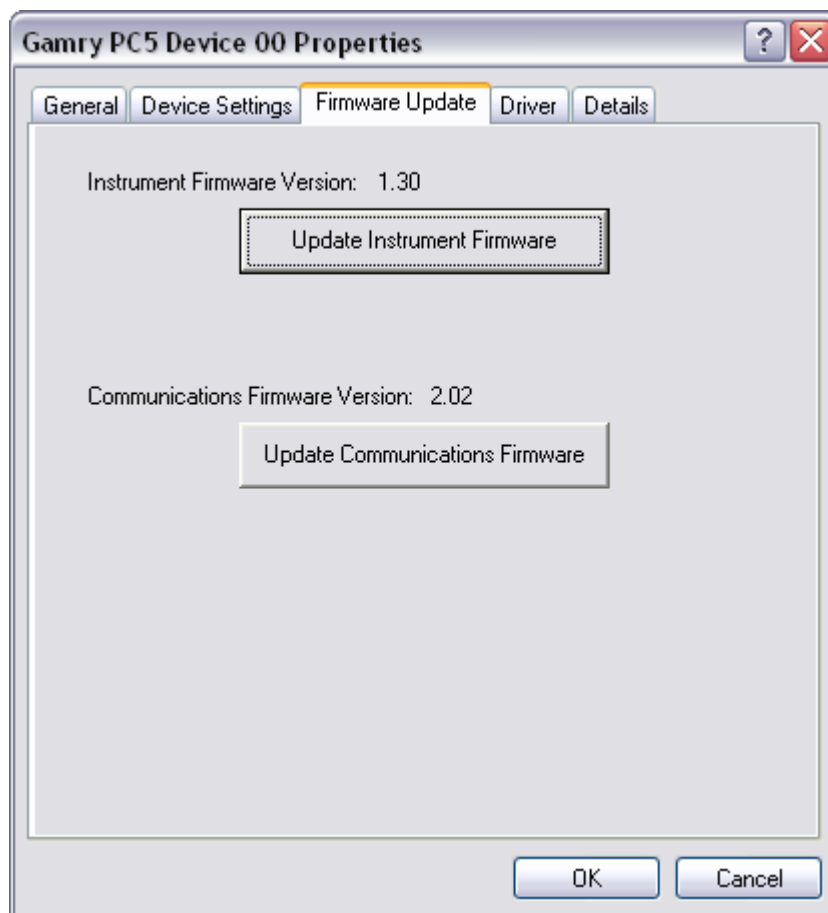 Gamry PC5 Device 00 Properties
General Device Settings Firmware Update Driver Details
Instrument Firmware Version: 1.30
Update Instrument Firmware
Communications Firmware Version: 2.02
Update Communications Firmware
OK Cancel